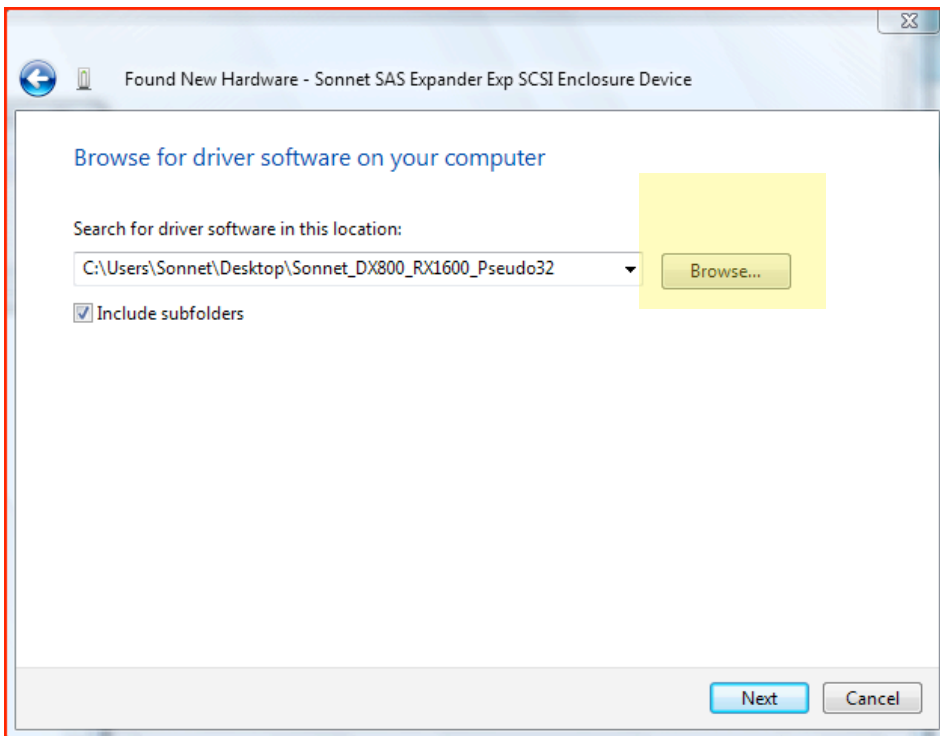 Found New Hardware - Sonnet SAS Expander Exp SCSI Enclosure Device
Browse for driver software on your computer
Search for driver software in this location:
C:\Users\Sonnet\Desktop\Sonnet_DX800_RX1600_Pseudo32
Browse...
Include subfolders
Next
Cancel